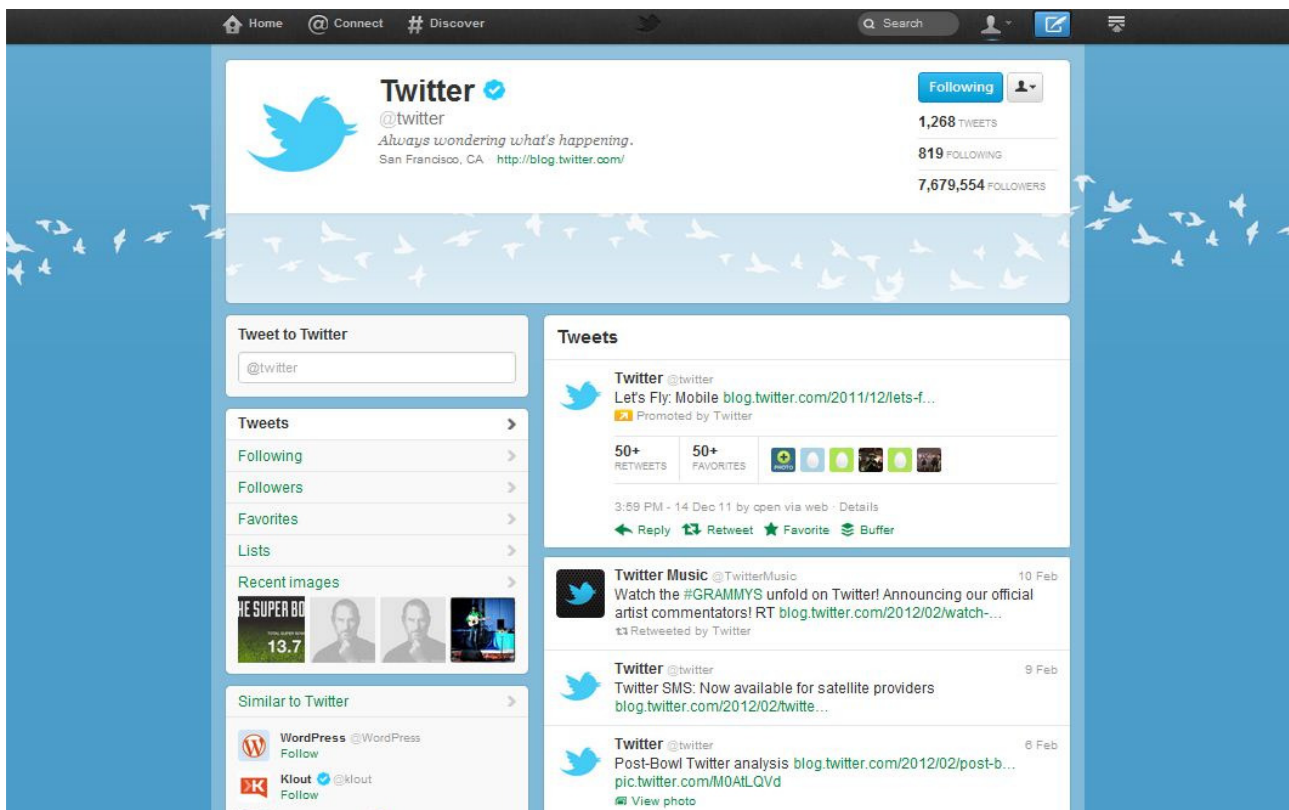 Home @ Connect # Discover Search
Twitter
@twitter
Always wondering what's happening.
San Francisco, CA · http://blog.twitter.com/
Following
1,268 TWEETS
819 FOLLOWING
7,679,554 FOLLOWERS
Tweet to Twitter
@twitter
Tweets
Following
Followers
Favorites
Lists
Recent images
THE SUPER BO
13.7
Similar to Twitter
WordPress @WordPress
Follow
Klout @klout
Follow
Tweets
Twitter @twitter
Let's Fly: Mobile blog.twitter.com/2011/12/lets-f...
Promoted by Twitter
50+ RETWEETS
50+ FAVORITES
PHOTO
3:59 PM - 14 Dec 11 by open via web · Details
Reply Retweet Favorite Buffer
Twitter Music @TwitterMusic 10 Feb
Watch the #GRAMMYS unfold on Twitter! Announcing our official
artist commentators! RT blog.twitter.com/2012/02/watch-...
Retweeted by Twitter
Twitter @twitter 9 Feb
Twitter SMS: Now available for satellite providers
blog.twitter.com/2012/02/twitte...
Twitter @twitter 6 Feb
Post-Bowl Twitter analysis blog.twitter.com/2012/02/post-b...
pic.twitter.com/M0AtLQVd
View photo